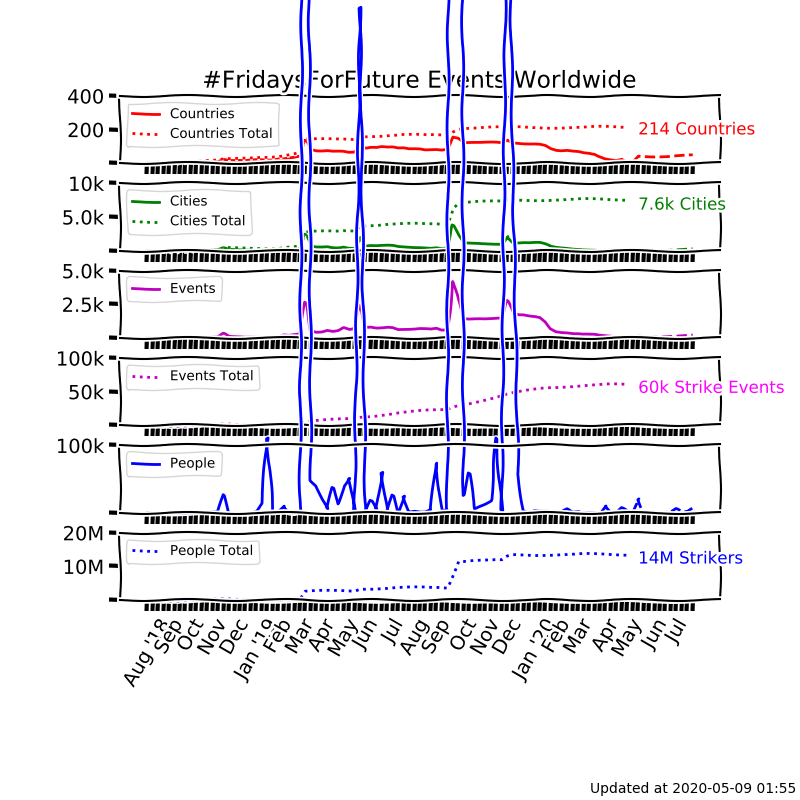 #FridaysForFuture Events Worldwide
400
200
Countries
Countries Total
214 Countries
10k
5.0k
Cities
Cities Total
7.6k Cities
5.0k
2.5k
Events
100k
50k
Events Total
60k Strike Events
100k
People
20M
10M
People Total
14M Strikers
Aug '18 Sep Oct Nov Dec Jan '19 Feb Mar Apr May Jun Jul Aug Sep Oct Nov Dec Jan '20 Feb Mar Apr May Jun Jul
Updated at 2020-05-09 01:55